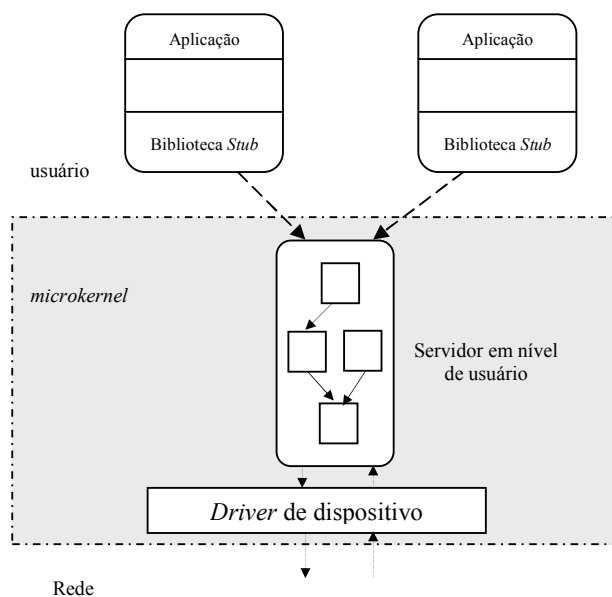 Aplicação
Aplicação
Biblioteca Stub
Biblioteca Stub
usuário
microkernel
Servidor em nível
de usuário
Driver de dispositivo
Rede